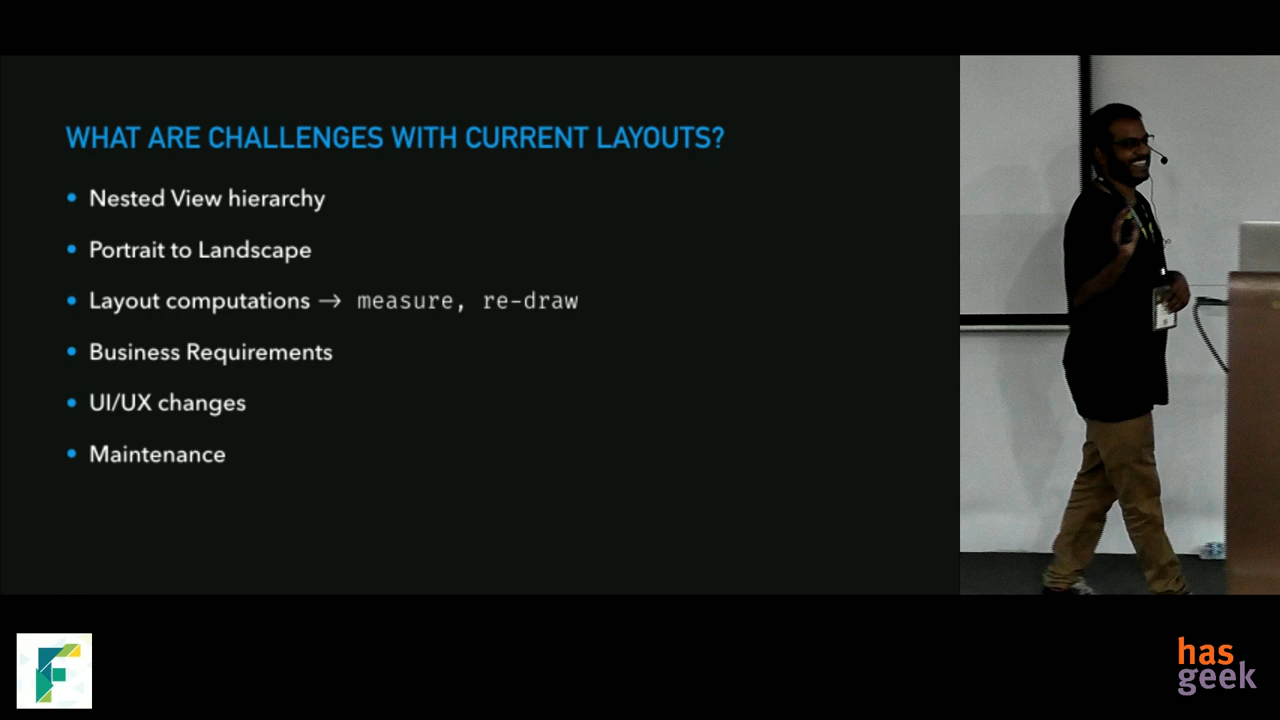 WHAT ARE CHALLENGES WITH CURRENT LAYOUTS?
• Nested View hierarchy
• Portrait to Landscape
• Layout computations → measure, re-draw
• Business Requirements
• UI/UX changes
• Maintenance
F
has
geek